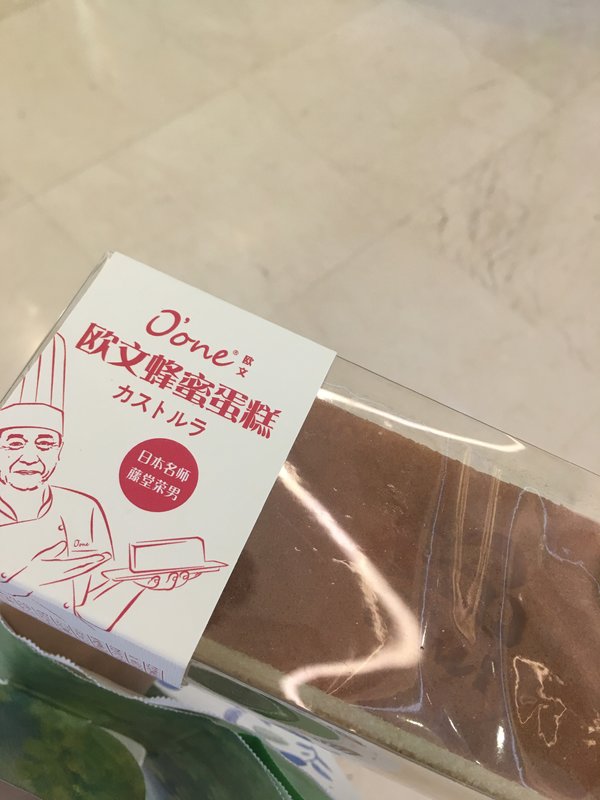 O'one®
欧文
欧文蜂蜜蛋糕
カストルラ
日本名师
藤堂荣男
O'one